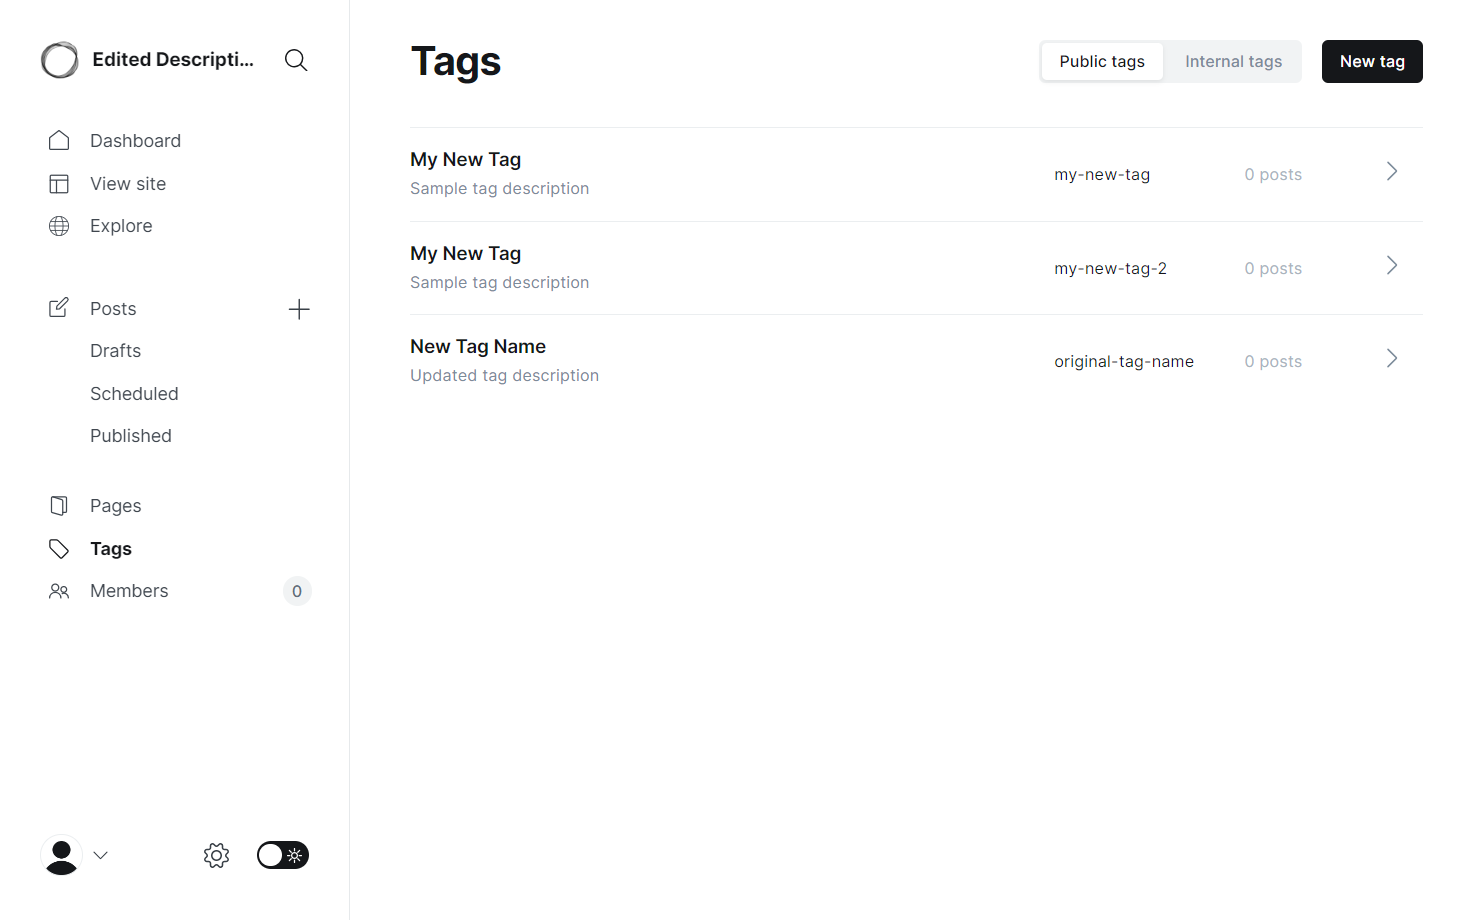 Edited Descripti...
Dashboard
View site
Explore
Posts
Drafts
Scheduled
Published
Pages
Tags
Members 0
Tags
Public tags Internal tags New tag
My New Tag
Sample tag description
my-new-tag 0 posts
My New Tag
Sample tag description
my-new-tag-2 0 posts
New Tag Name
Updated tag description
original-tag-name 0 posts